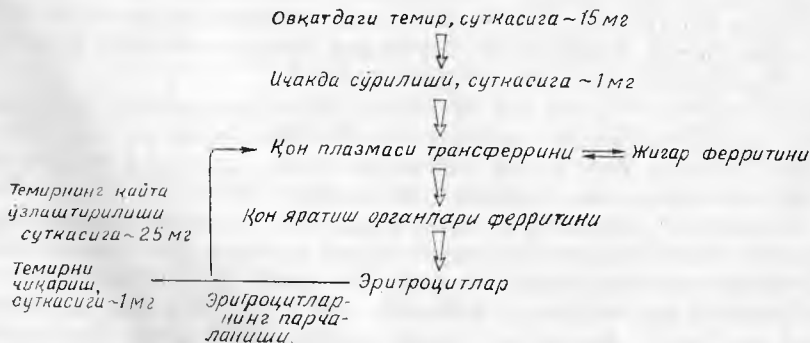 Овқатдаги темир, суткасига ~ 15 мг
Ичакда сўрилиши, суткасига ~ 1 мг
Қон плазмаси трансферрини
Жигар ферритини
Темирнинг қайта
ўзлаштирилиши
суткасига ~ 25 мг
Қон яратиш органлари ферритини
Темирни
чиқариш,
суткасига ~ 1 мг
Эритроцитлар
Эритроцитлар-
нинг парча-
ланиши.